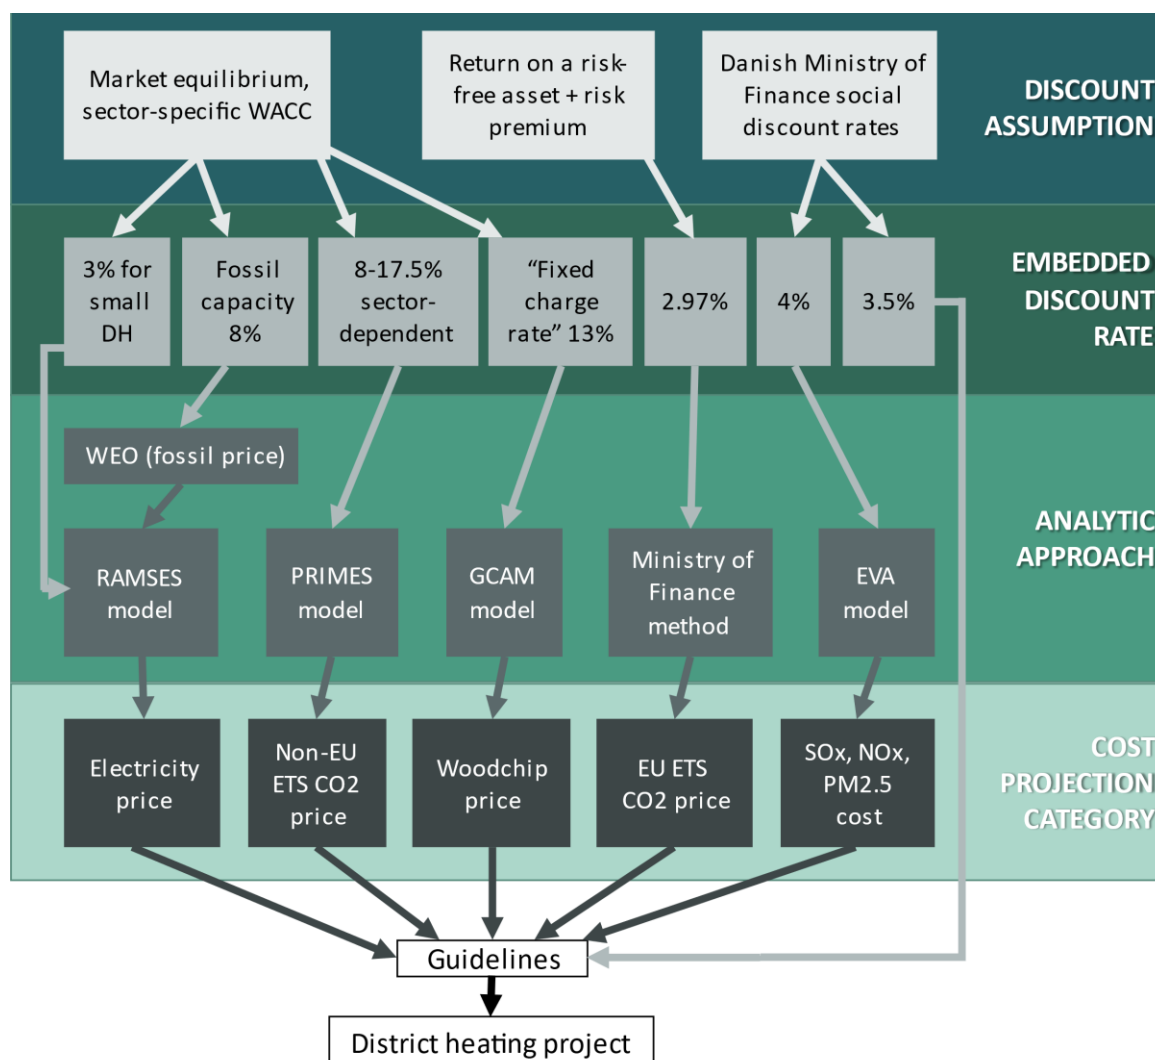 Market equilibrium,
sector-specific WACC
Return on a risk-
free asset + risk
premium
Danish Ministry of
Finance social
discount rates
DISCOUNT
ASSUMPTION
3% for
small
DH
Fossil
capacity
8%
8-17.5%
sector-
dependent
“Fixed
charge
rate” 13%
2.97%
4%
3.5%
EMBEDDED
DISCOUNT
RATE
WEO (fossil price)
RAMSES
model
PRIMES
model
GCAM
model
Ministry of
Finance
method
EVA
model
ANALYTIC
APPROACH
Electricity
price
Non-EU
ETS CO2
price
Woodchip
price
EU ETS
CO2 price
SOx, NOx,
PM2.5
cost
COST
PROJECTION
CATEGORY
Guidelines
District heating project